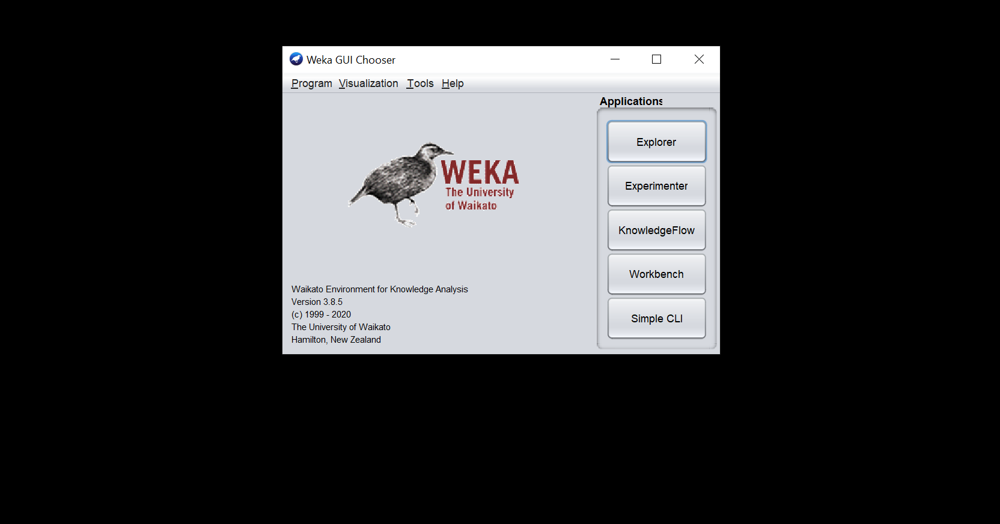 Weka GUI Chooser
Program Visualization Tools Help
Applications
Explorer
Experimenter
KnowledgeFlow
Workbench
Simple CLI
WEKA
The University
of Waikato
Waikato Environment for Knowledge Analysis
Version 3.8.5
(c) 1999 - 2020
The University of Waikato
Hamilton, New Zealand